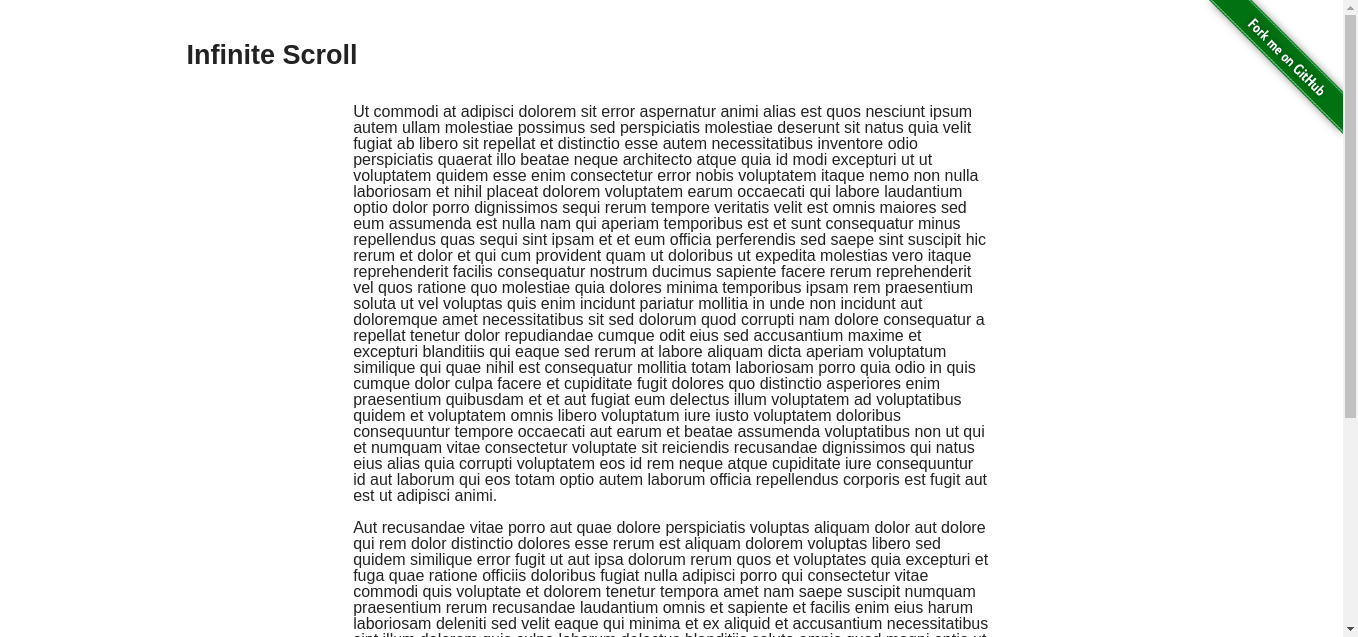 Infinite Scroll
Fork me on GitHub
Ut commodi at adipisci dolorem sit error aspernatur animi alias est quos nesciunt ipsum
autem ullam molestiae possimus sed perspiciatis molestiae deserunt sit natus quia velit
fugiat ab libero sit repellat et distinctio esse autem necessitatibus inventore odio
perspiciatis quaerat illo beatae neque architecto atque quia id modi excepturi ut ut
voluptatem quidem esse enim consectetur error nobis voluptatem itaque nemo non nulla
laboriosam et nihil placeat dolorem voluptatem earum occaecati qui labore laudantium
optio dolor porro dignissimos sequi rerum tempore veritatis velit est omnis maiores sed
eum assumenda est nulla nam qui aperiam temporibus est et sunt consequatur minus
repellendus quas sequi sint ipsam et et eum officia perferendis sed saepe sint suscipit hic
rerum et dolor et qui cum provident quam ut doloribus ut expedita molestias vero itaque
reprehenderit facilis consequatur nostrum ducimus sapiente facere rerum reprehenderit
vel quos ratione quo molestiae quia dolores minima temporibus ipsam rem praesentium
soluta ut vel voluptas quis enim incidunt pariatur mollitia in unde non incidunt aut
doloremque amet necessitatibus sit sed dolorum quod corrupti nam dolore consequatur a
repellat tenetur dolor repudiandae cumque odit eius sed accusantium maxime et
excepturi blanditiis qui eaque sed rerum at labore aliquam dicta aperiam voluptatum
similique qui quae nihil est consequatur mollitia totam laboriosam porro quia odio in quis
cumque dolor culpa facere et cupiditate fugit dolores quo distinctio asperiores enim
praesentium quibusdam et et aut fugiat eum delectus illum voluptatem ad voluptatibus
quidem et voluptatem omnis libero voluptatum iure iusto voluptatem doloribus
consequuntur tempore occaecati aut earum et beatae assumenda voluptatibus non ut qui
et numquam vitae consectetur voluptate sit reiciendis recusandae dignissimos qui natus
eius alias quia corrupti voluptatem eos id rem neque atque cupiditate iure consequuntur
id aut laborum qui eos totam optio autem laborum officia repellendus corporis est fugit aut
est ut adipisci animi.
Aut recusandae vitae porro aut quae dolore perspiciatis voluptas aliquam dolor aut dolore
qui rem dolor distinctio dolores esse rerum est aliquam dolorem voluptas libero sed
quidem similique error fugit ut aut ipsa dolorum rerum quos et voluptates quia excepturi et
fuga quae ratione officiis doloribus fugiat nulla adipisci porro qui consectetur vitae
commodi quis voluptate et dolorem tenetur tempora amet nam saepe suscipit numquam
praesentium rerum recusandae laudantium omnis et sapiente et facilis enim eius harum
laboriosam deleniti sed velit eaque qui minima et ex aliquid et accusantium necessitatibus